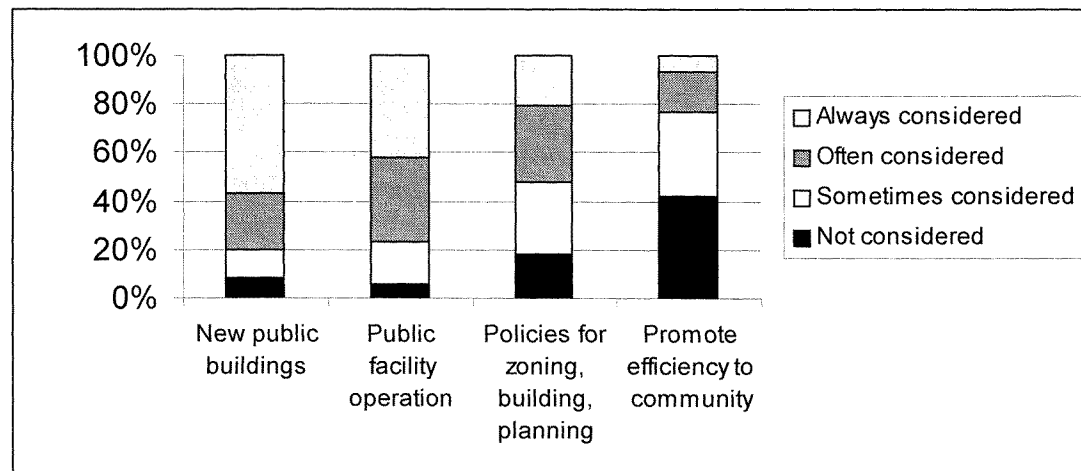 100%
80%
60%
40%
20%
0%
New public
buildings
Public
facility
operation
Policies for
zoning,
building,
planning
Promote
efficiency to
community
Always considered
Often considered
Sometimes considered
Not considered